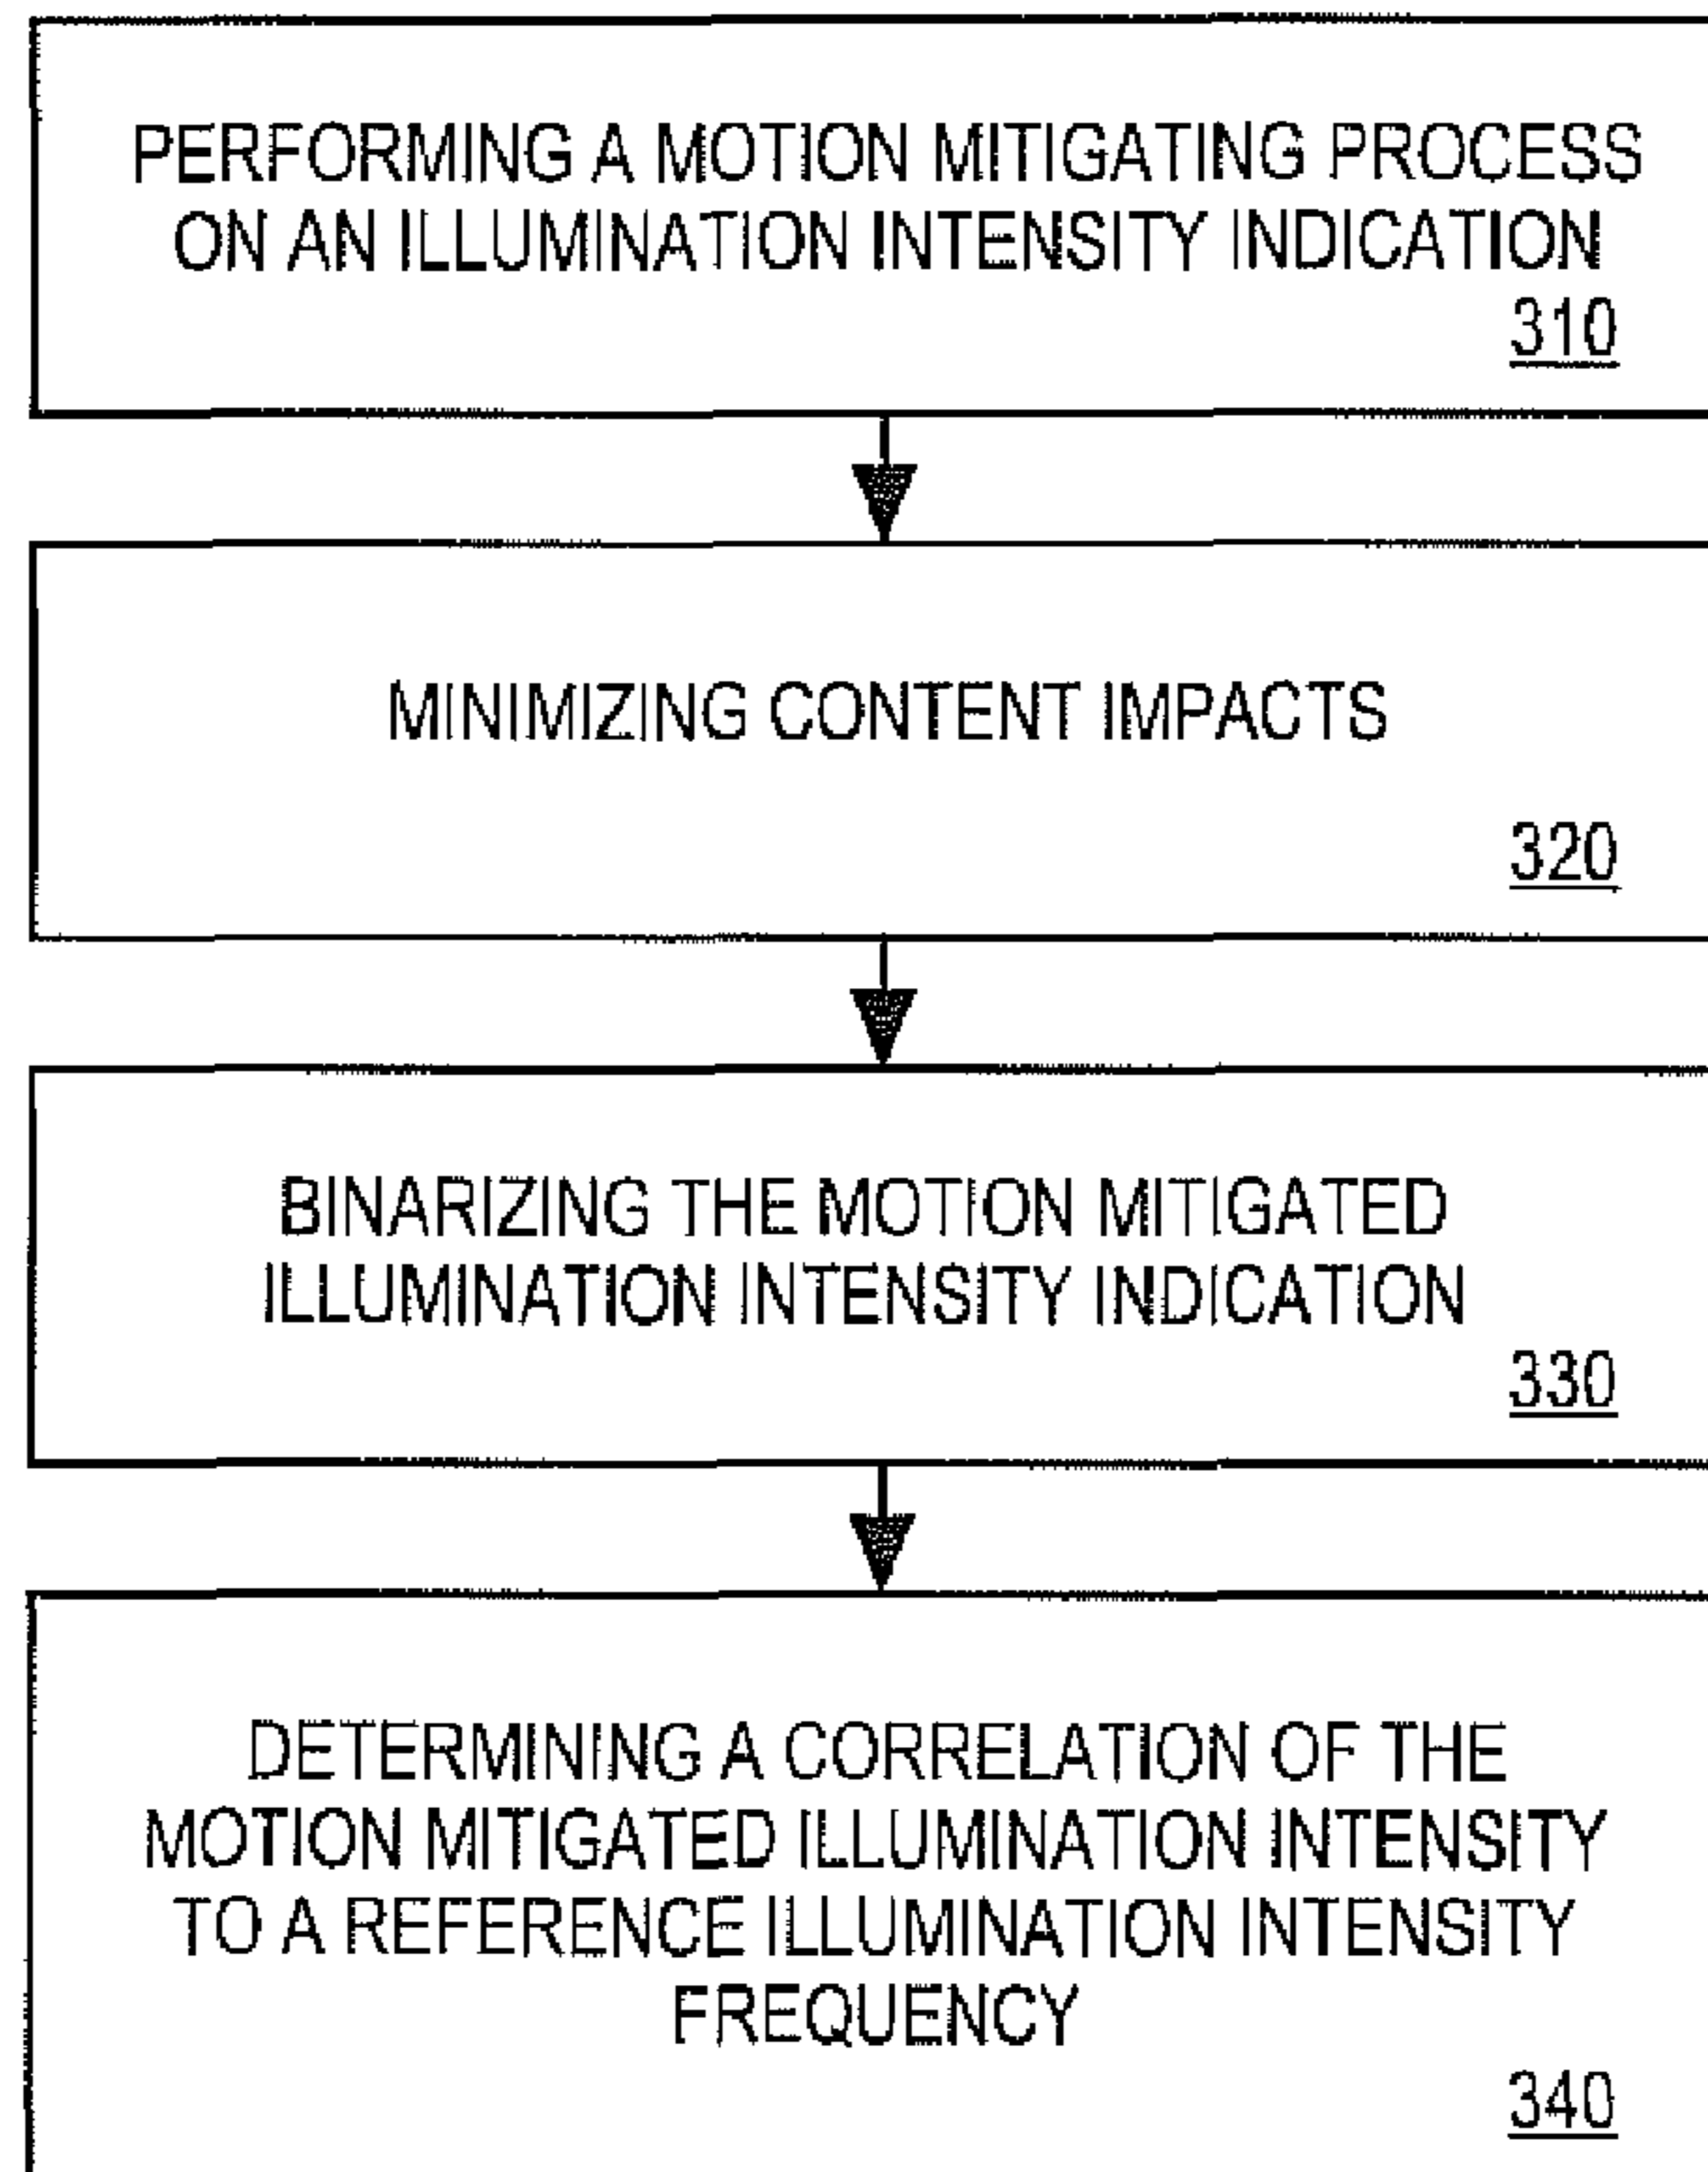 PERFORMING A MOTION MITIGATING PROCESS
ON AN ILLUMINATION INTENSITY INDICATION
310
MINIMIZING CONTENT IMPACTS
320
BINARIZING THE MOTION MITIGATED
ILLUMINATION INTENSITY INDICATION
330
DETERMINING A CORRELATION OF THE
MOTION MITIGATED ILLUMINATION INTENSITY
TO A REFERENCE ILLUMINATION INTENSITY
FREQUENCY
340